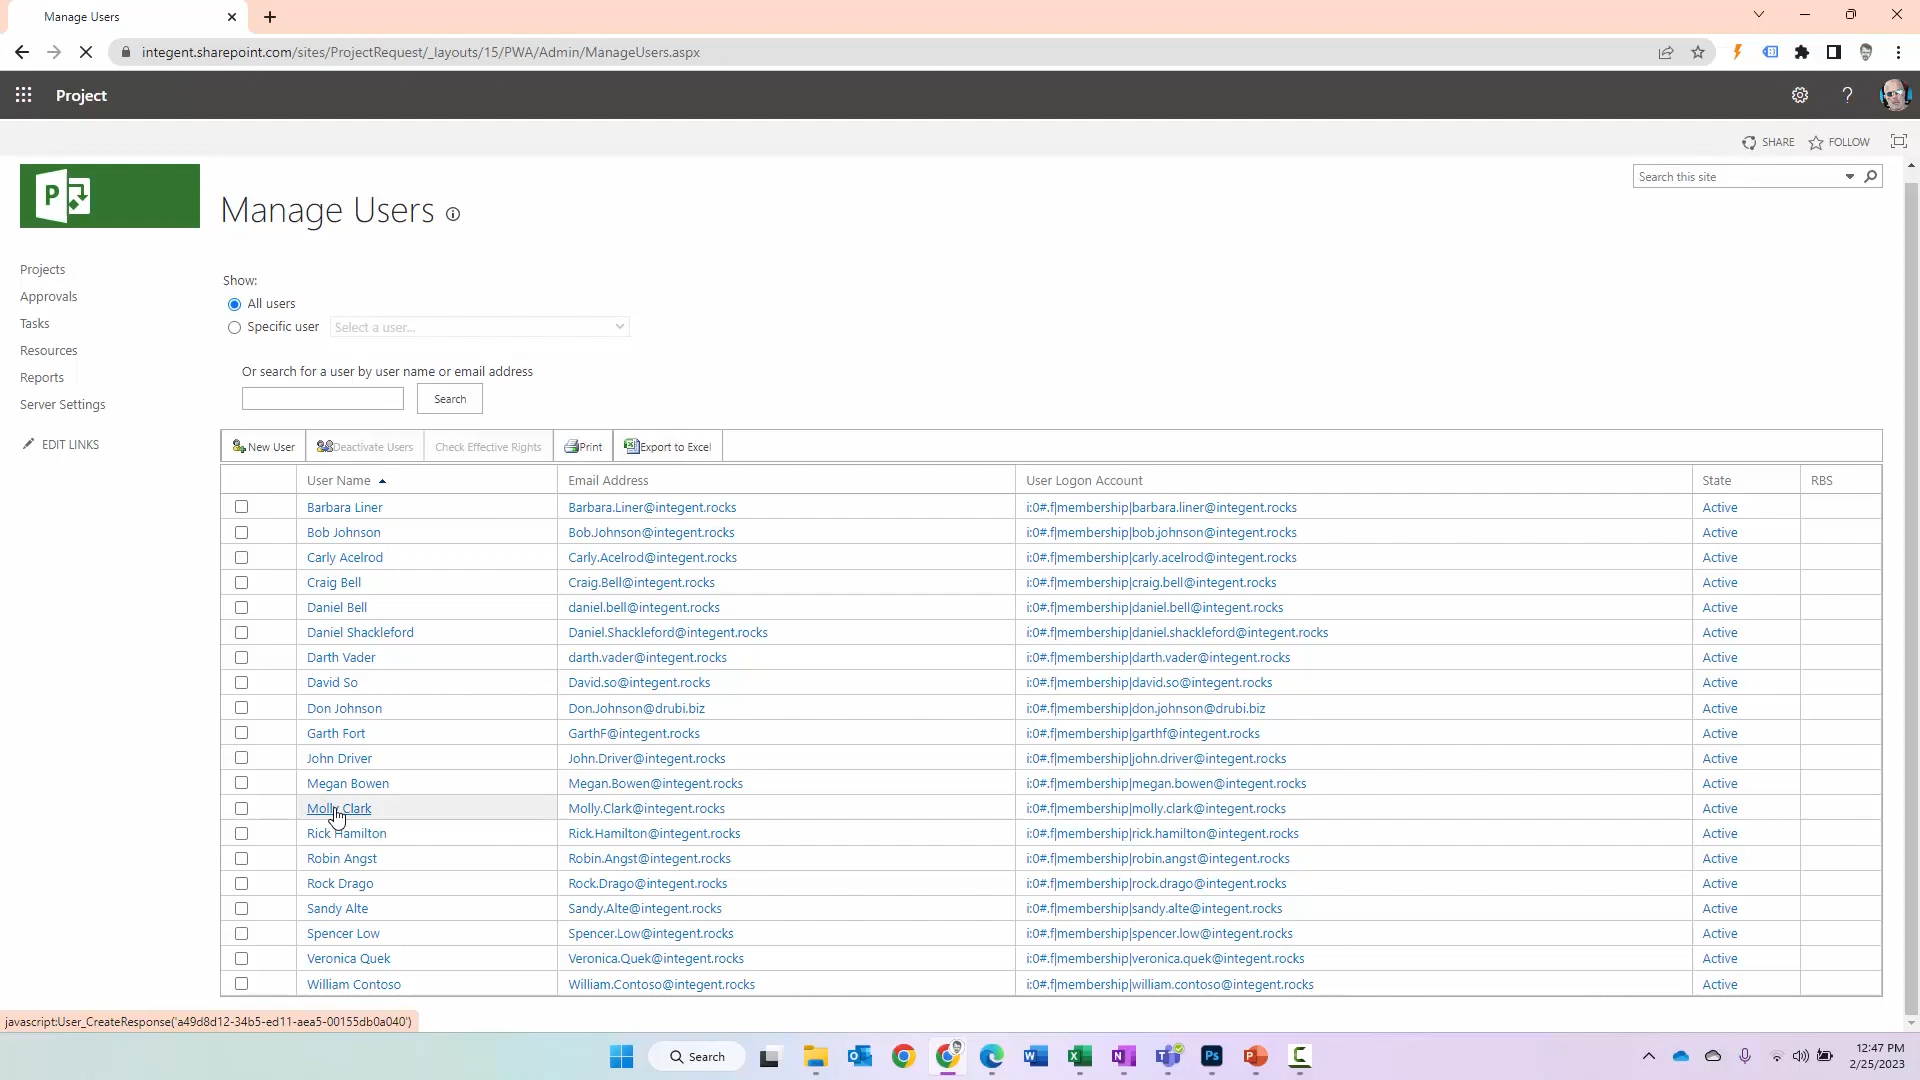 Manage Users
integent.sharepoint.com/sites/ProjectRequest/_layouts/15/PWA/Admin/ManageUsers.aspx
Project
SHARE FOLLOW
Search this site
P
Manage Users
Projects
Approvals
Tasks
Resources
Reports
Server Settings
EDIT LINKS
Show:
All users
Specific user Select a user...
Or search for a user by user name or email address
Search
New User Deactivate Users Check Effective Rights Print Export to Excel
User Name Email Address User Logon Account State RBS
Barbara Liner Barbara.Liner@integent.rocks i:0#.f|membership|barbara.liner@integent.rocks Active
Bob Johnson Bob.Johnson@integent.rocks i:0#.f|membership|bob.johnson@integent.rocks Active
Carly Acelrod Carly.Acelrod@integent.rocks i:0#.f|membership|carly.acelrod@integent.rocks Active
Craig Bell Craig.Bell@integent.rocks i:0#.f|membership|craig.bell@integent.rocks Active
Daniel Bell daniel.bell@integent.rocks i:0#.f|membership|daniel.bell@integent.rocks Active
Daniel Shackleford Daniel.Shackleford@integent.rocks i:0#.f|membership|daniel.shackleford@integent.rocks Active
Darth Vader darth.vader@integent.rocks i:0#.f|membership|darth.vader@integent.rocks Active
David So David.so@integent.rocks i:0#.f|membership|david.so@integent.rocks Active
Don Johnson Don.Johnson@drubi.biz i:0#.f|membership|don.johnson@drubi.biz Active
Garth Fort GarthF@integent.rocks i:0#.f|membership|garthf@integent.rocks Active
John Driver John.Driver@integent.rocks i:0#.f|membership|john.driver@integent.rocks Active
Megan Bowen Megan.Bowen@integent.rocks i:0#.f|membership|megan.bowen@integent.rocks Active
Molly Clark Molly.Clark@integent.rocks i:0#.f|membership|molly.clark@integent.rocks Active
Rick Hamilton Rick.Hamilton@integent.rocks i:0#.f|membership|rick.hamilton@integent.rocks Active
Robin Angst Robin.Angst@integent.rocks i:0#.f|membership|robin.angst@integent.rocks Active
Rock Drago Rock.Drago@integent.rocks i:0#.f|membership|rock.drago@integent.rocks Active
Sandy Alte Sandy.Alte@integent.rocks i:0#.f|membership|sandy.alte@integent.rocks Active
Spencer Low Spencer.Low@integent.rocks i:0#.f|membership|spencer.low@integent.rocks Active
Veronica Quek Veronica.Quek@integent.rocks i:0#.f|membership|veronica.quek@integent.rocks Active
William Contoso William.Contoso@integent.rocks i:0#.f|membership|william.contoso@integent.rocks Active
javascript:User_CreateResponse('a49d8d12-34b5-ed11-aea5-00155db0a040')
Search
12:47 PM
2/25/2023